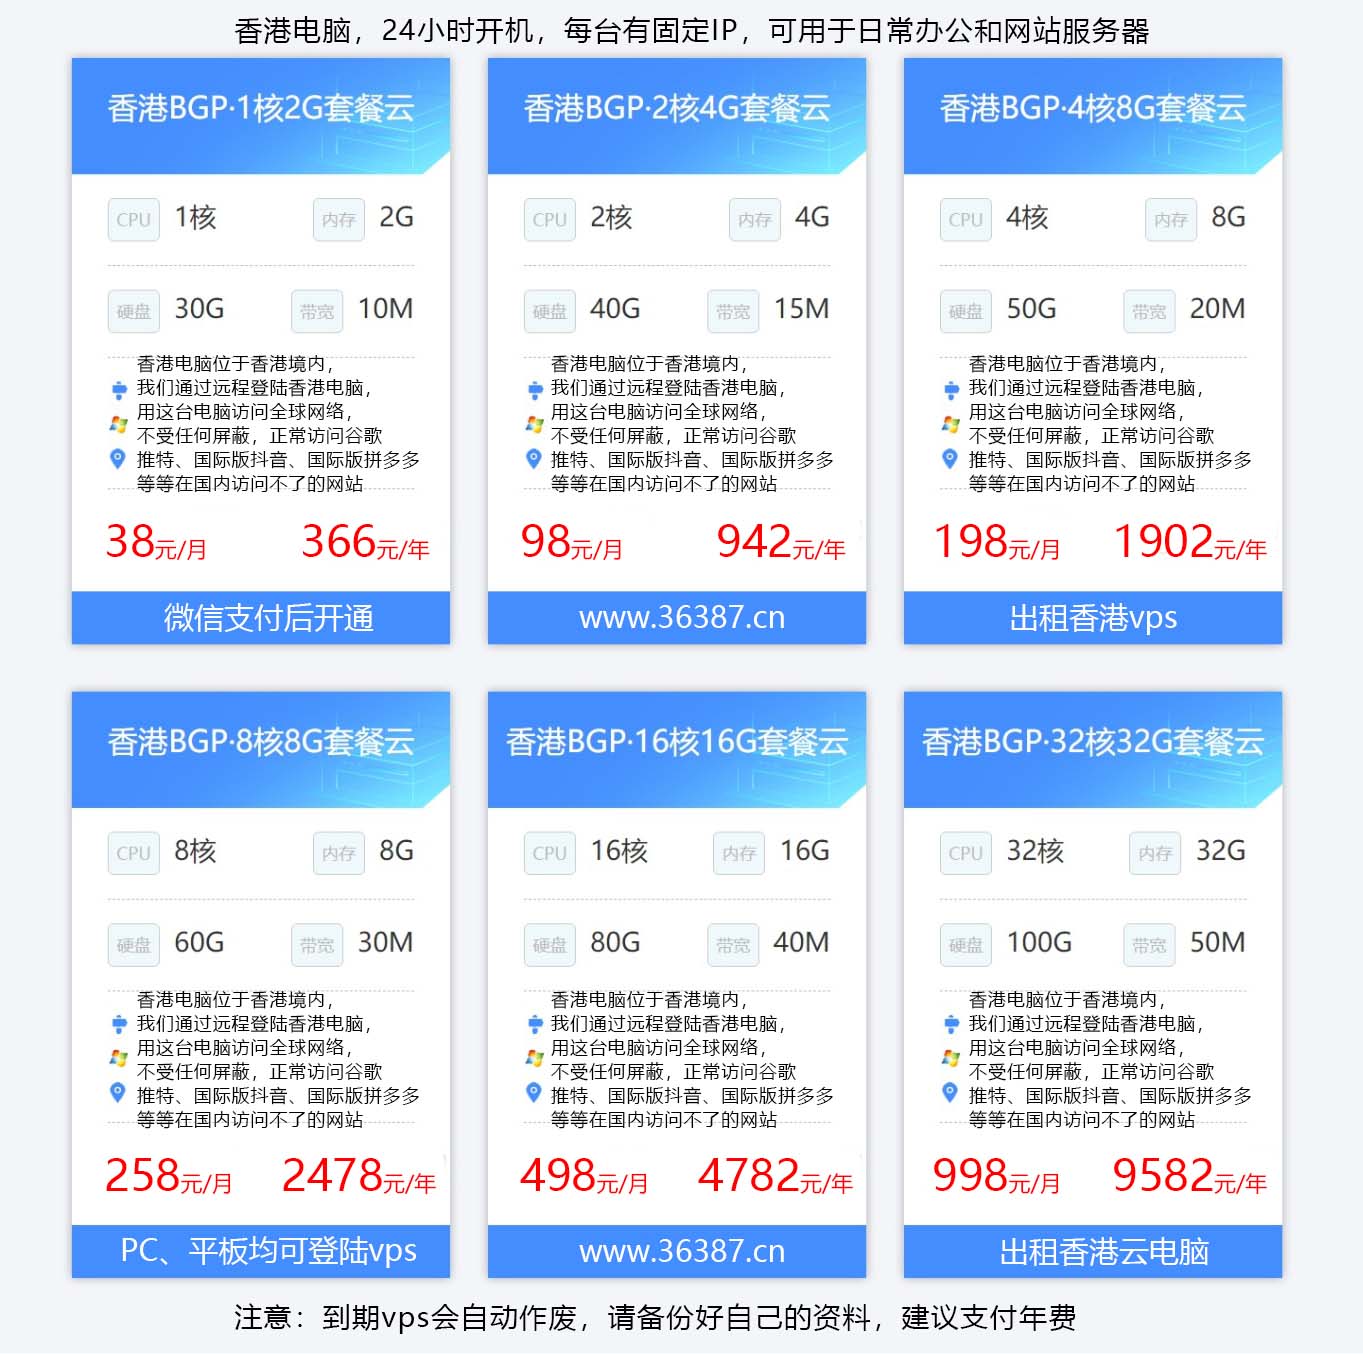 香港电脑，24小时开机，每台有固定IP，可用于日常办公和网站服务器
香港BGP·1核2G套餐云
CPU 1核 内存 2G
硬盘 30G 带宽 10M
香港电脑位于香港境内，
我们通过远程登陆香港电脑，
用这台电脑访问全球网络，
不受任何屏蔽，正常访问谷歌
推特、国际版抖音、国际版拼多多
等等在国内访问不了的网站
38元/月 366元/年
微信支付后开通
香港BGP·2核4G套餐云
CPU 2核 内存 4G
硬盘 40G 带宽 15M
香港电脑位于香港境内，
我们通过远程登陆香港电脑，
用这台电脑访问全球网络，
不受任何屏蔽，正常访问谷歌
推特、国际版抖音、国际版拼多多
等等在国内访问不了的网站
98元/月 942元/年
www.36387.cn
香港BGP·4核8G套餐云
CPU 4核 内存 8G
硬盘 50G 带宽 20M
香港电脑位于香港境内，
我们通过远程登陆香港电脑，
用这台电脑访问全球网络，
不受任何屏蔽，正常访问谷歌
推特、国际版抖音、国际版拼多多
等等在国内访问不了的网站
198元/月 1902元/年
出租香港vps
香港BGP·8核8G套餐云
CPU 8核 内存 8G
硬盘 60G 带宽 30M
香港电脑位于香港境内，
我们通过远程登陆香港电脑，
用这台电脑访问全球网络，
不受任何屏蔽，正常访问谷歌
推特、国际版抖音、国际版拼多多
等等在国内访问不了的网站
258元/月 2478元/年
PC、平板均可登陆vps
香港BGP·16核16G套餐云
CPU 16核 内存 16G
硬盘 80G 带宽 40M
香港电脑位于香港境内，
我们通过远程登陆香港电脑，
用这台电脑访问全球网络，
不受任何屏蔽，正常访问谷歌
推特、国际版抖音、国际版拼多多
等等在国内访问不了的网站
498元/月 4782元/年
www.36387.cn
香港BGP·32核32G套餐云
CPU 32核 内存 32G
硬盘 100G 带宽 50M
香港电脑位于香港境内，
我们通过远程登陆香港电脑，
用这台电脑访问全球网络，
不受任何屏蔽，正常访问谷歌
推特、国际版抖音、国际版拼多多
等等在国内访问不了的网站
998元/月 9582元/年
出租香港云电脑
注意：到期vps会自动作废，请备份好自己的资料，建议支付年费